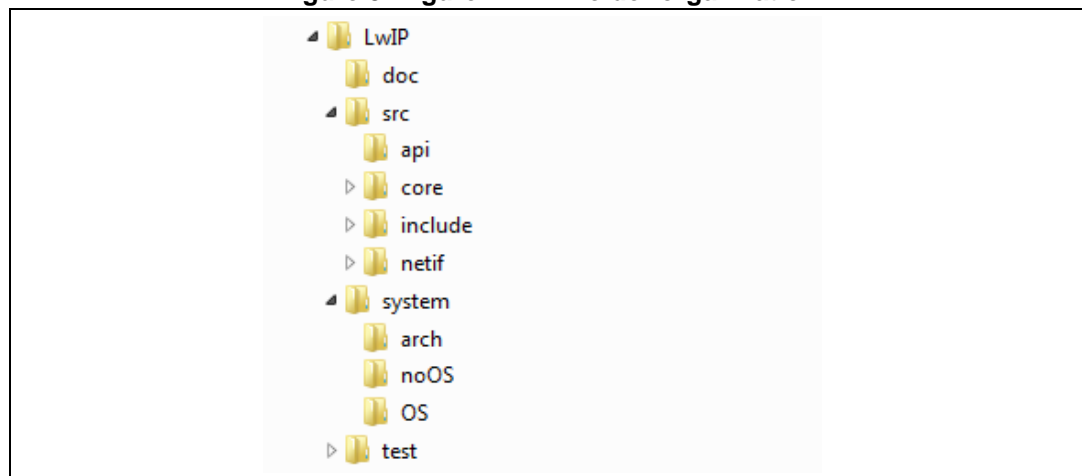 LwIP
doc
src
api
core
include
netif
system
arch
noOS
OS
test